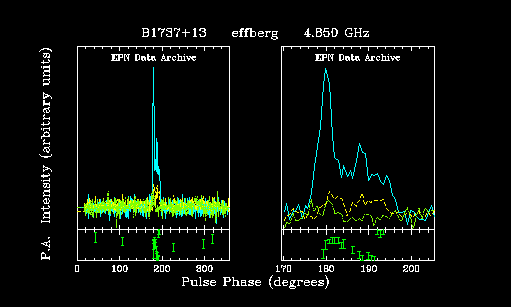 B1737+13 effberg 4.850 GHz
EPN Data Archive EPN Data Archive
Intensity (arbitrary units)
P.A.
0 100 200 300 170 180 190 200
Pulse Phase (degrees)